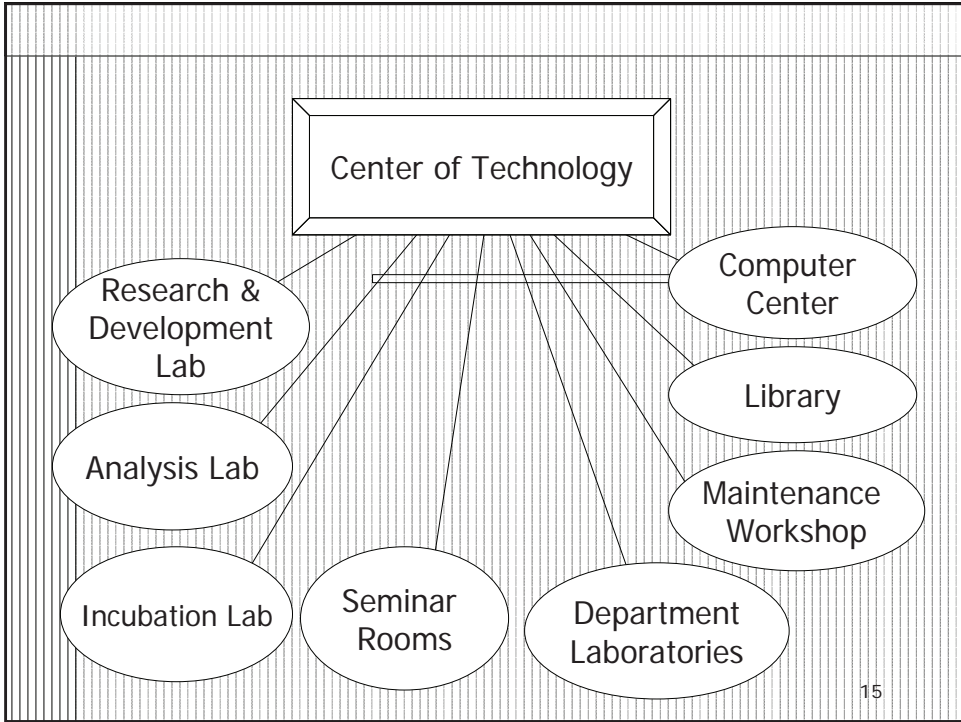 Center of Technology
Research &
Development
Lab
Analysis Lab
Incubation Lab
Seminar
Rooms
Department
Laboratories
Computer
Center
Library
Maintenance
Workshop
15